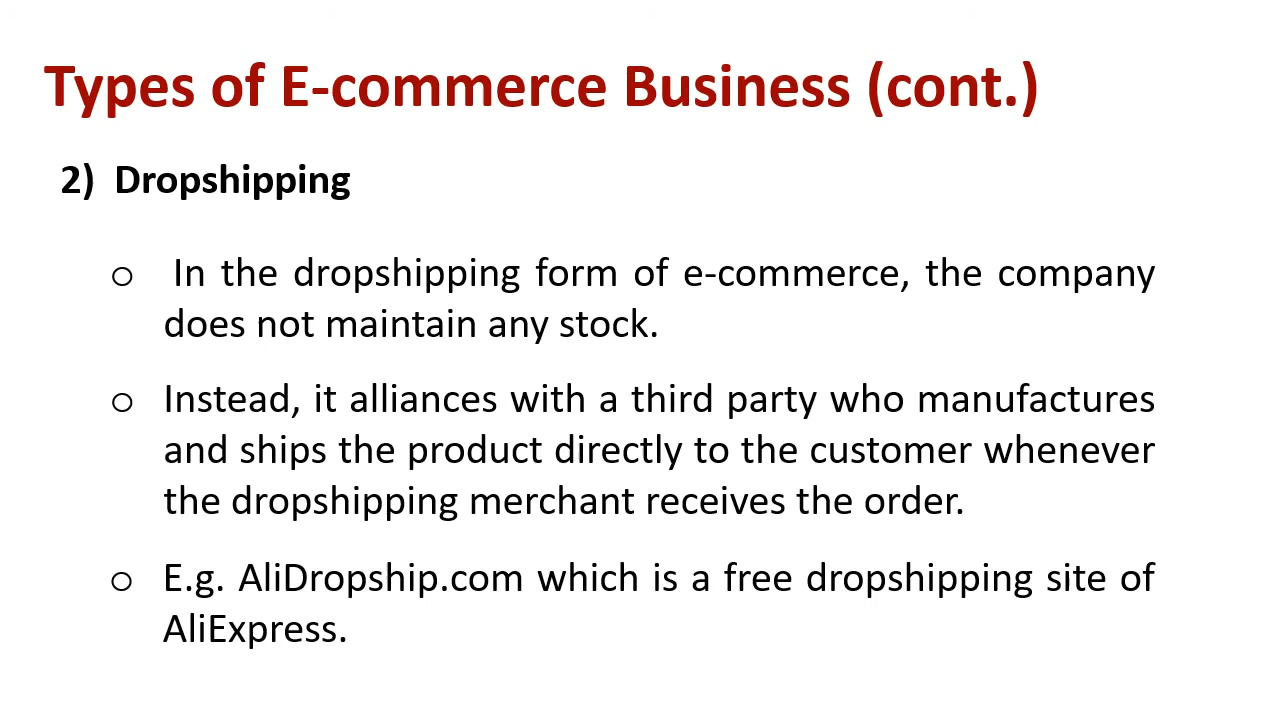 Types of E-commerce Business (cont.)
2) Dropshipping
o In the dropshipping form of e-commerce, the company
does not maintain any stock.
o Instead, it alliances with a third party who manufactures
and ships the product directly to the customer whenever
the dropshipping merchant receives the order.
o E.g. AliDropship.com which is a free dropshipping site of
AliExpress.